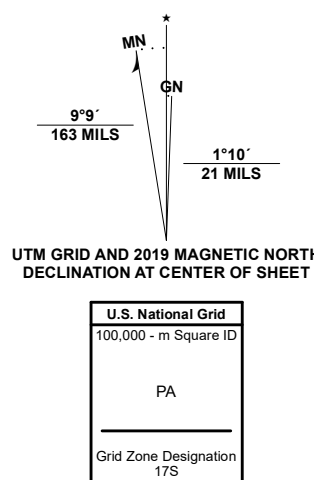 MN
GN
9°9´
163 MILS
1°10´
21 MILS
UTM GRID AND 2019 MAGNETIC NORTH
DECLINATION AT CENTER OF SHEET
U.S. National Grid
100,000 - m Square ID
PA
Grid Zone Designation
17S